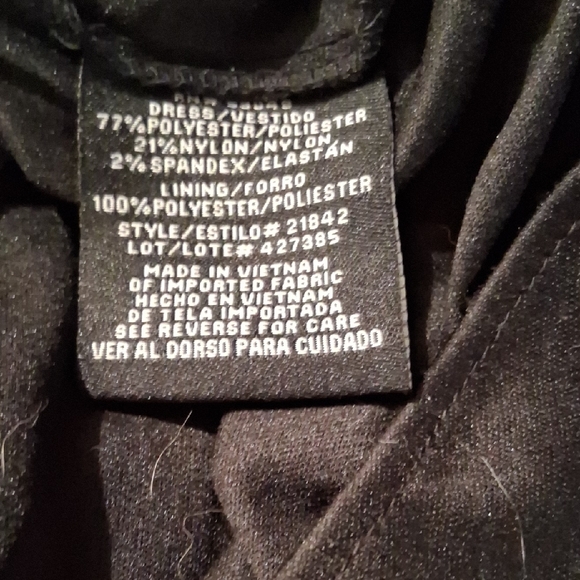 DRESS/VESTIDO
77%POLYESTER/POLIESTER
21%NYLON/NYLON
2% SPANDEX/ELASTÁN
LINING/FORRO
100%POLYESTER/POLIESTER
STYLE/ESTILO# 21842
LOT/LOTE# 427385
MADE IN VIETNAM
OF IMPORTED FABRIC
HECHO EN VIETNAM
DE TELA IMPORTADA
SEE REVERSE FOR CARE
VER AL DORSO PARA CUIDADO